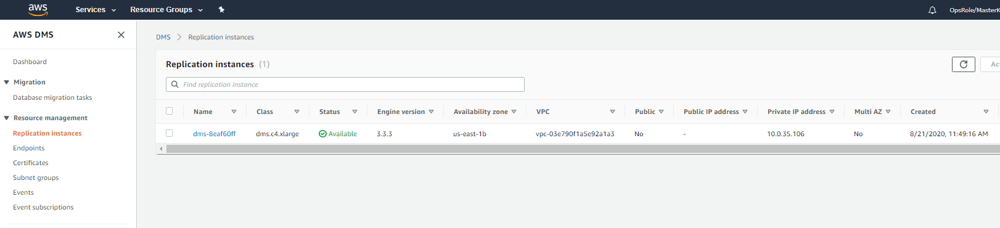 aws Services Resource Groups OpsRole/MasterK
AWS DMS
DMS Replication instances
Dashboard
Migration
Database migration tasks
Resource management
Replication instances
Endpoints
Certificates
Subnet groups
Events
Event subscriptions
Replication instances (1)
Ac
Find replication instance
Name Class Status Engine version Availability zone VPC Public Public IP address Private IP address Multi AZ Created
dms-8eaf60ff dms.c4.xlarge Available 3.3.3 us-east-1b vpc-03e790f1a5e92a1a3 No - 10.0.35.106 No 8/21/2020, 11:49:16 AM